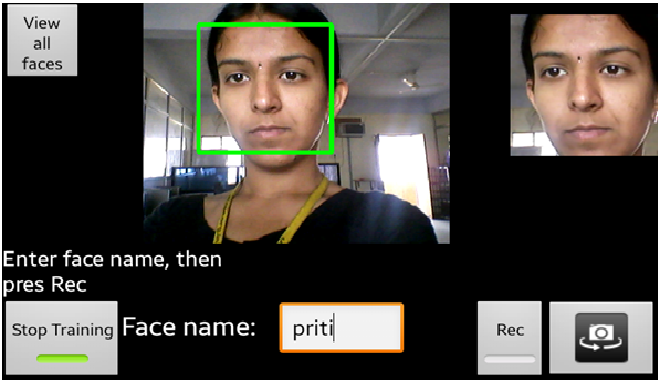 View
all
faces
Enter face name, then
pres Rec
Stop Training
Face name:
priti
Rec